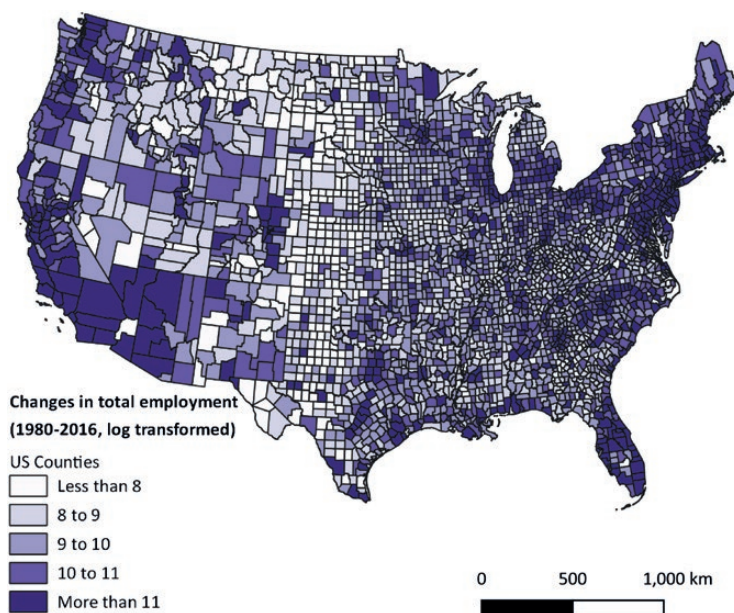 Changes in total employment
(1980-2016, log transformed)
US Counties
Less than 8
8 to 9
9 to 10
10 to 11
More than 11
0 500 1,000 km